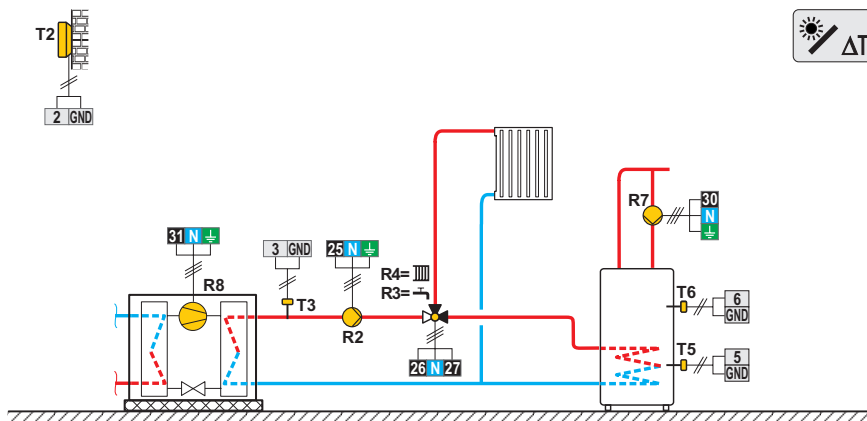 T2
ΔT
2 GND
R7
30
N
31 N
3 GND
25 N
R4=
R3=
R8
T3
R2
T6
6
GND
T5
5
GND
26 N 27